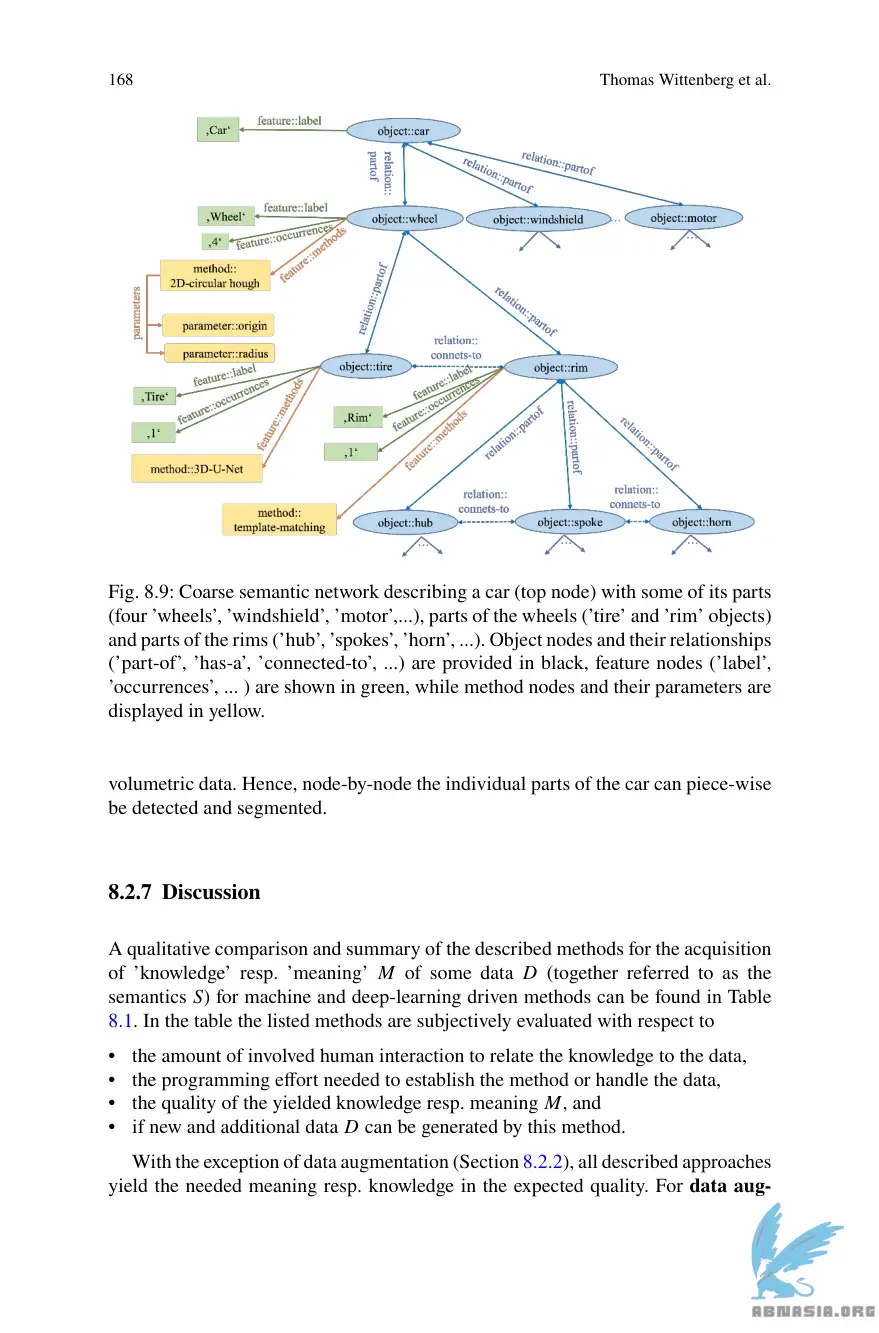 168
Thomas Wittenberg et al.
‚Car‘
feature::label
object::car
relation::
partof
relation::partof
relation::partof
‚Wheel‘
feature::label
object::wheel
object::windshield
...
object::motor
‚4‘
feature::occurrences
feature::methods
...
method::
2D-circular hough
parameters
parameter::origin
parameter::radius
relation::partof
relation::partof
relation::
connets-to
object::tire
object::rim
feature::label
feature::occurrences
feature::methods
‚Tire‘
‚1‘
method::3D-U-Net
feature::label
feature::occurrences
feature::methods
‚Rim‘
‚1‘
relation::partof
relation::partof
relation::partof
method::
template-matching
relation::
connets-to
relation::
connets-to
object::hub
object::spoke
object::horn
...
...
...
Fig. 8.9: Coarse semantic network describing a car (top node) with some of its parts
(four ’wheels’, ’windshield’, ’motor’,...), parts of the wheels (’tire’ and ’rim’ objects)
and parts of the rims (’hub’, ’spokes’, ’horn’, ...). Object nodes and their relationships
(’part-of’, ’has-a’, ’connected-to’, ...) are provided in black, feature nodes (’label’,
’occurrences’, ... ) are shown in green, while method nodes and their parameters are
displayed in yellow.
volumetric data. Hence, node-by-node the individual parts of the car can piece-wise
be detected and segmented.
8.2.7 Discussion
A qualitative comparison and summary of the described methods for the acquisition
of ’knowledge’ resp. ’meaning’ M of some data D (together referred to as the
semantics S) for machine and deep-learning driven methods can be found in Table
8.1. In the table the listed methods are subjectively evaluated with respect to
• the amount of involved human interaction to relate the knowledge to the data,
• the programming effort needed to establish the method or handle the data,
• the quality of the yielded knowledge resp. meaning M, and
• if new and additional data D can be generated by this method.
With the exception of data augmentation (Section 8.2.2), all described approaches
yield the needed meaning resp. knowledge in the expected quality. For data aug-
ABNASIA.ORG